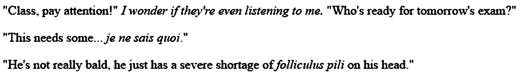 "Class, pay attention!" I wonder if they're even listening to me. "Who's ready for tomorrow's exam?"
"This needs some... je ne sais quoi."
"He's not really bald, he just has a severe shortage of folliculus pili on his head."